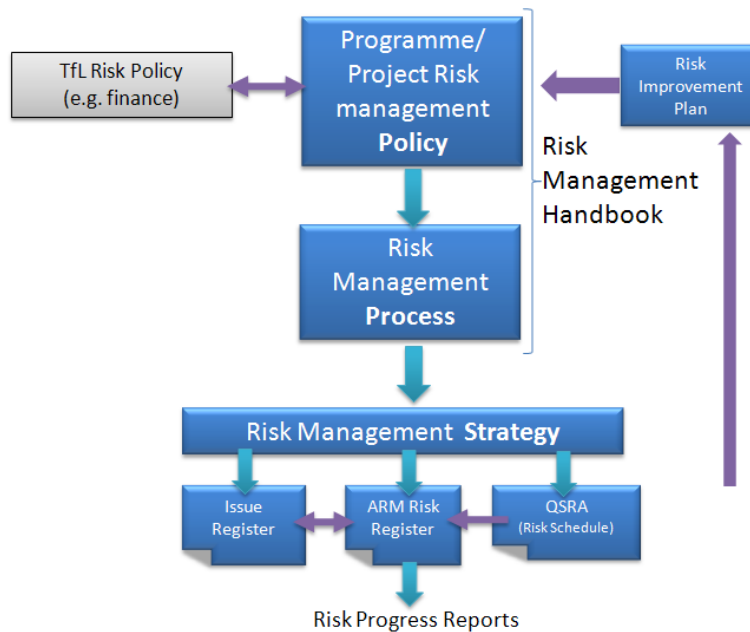 TfL Risk Policy
(e.g. finance)
Programme/
Project Risk
management
Policy
Risk
Improvement
Plan
Risk
Management
Handbook
Risk
Management
Process
Risk Management Strategy
Issue
Register
ARM Risk
Register
QSRA
(Risk Schedule)
Risk Progress Reports